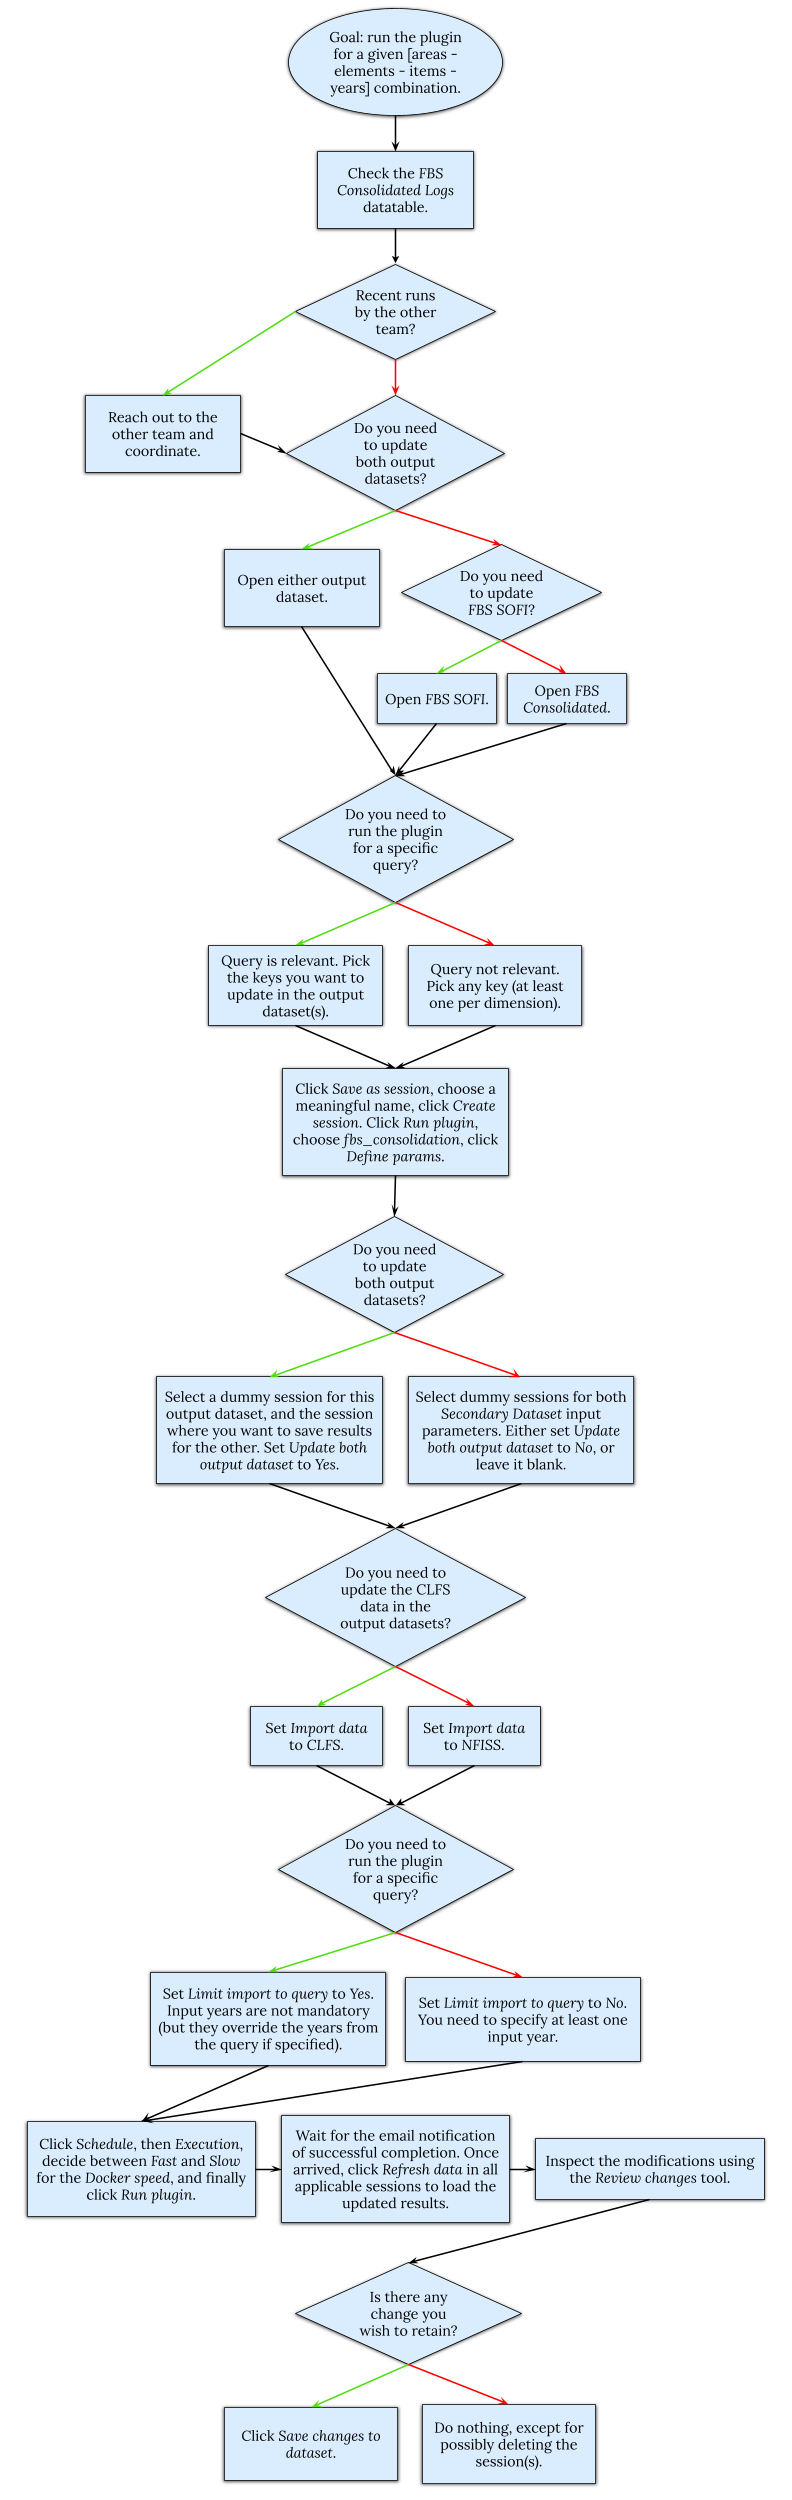 Goal: run the plugin
for a given [areas -
elements - items -
years] combination.
Check the FBS
Consolidated Logs
datatable.
Recent runs
by the other
team?
Reach out to the
other team and
coordinate.
Do you need
to update
both output
datasets?
Open either output
dataset.
Do you need
to update
FBS SOFI?
Open FBS SOFI.
Open FBS
Consolidated.
Do you need to
run the plugin
for a specific
query?
Query is relevant. Pick
the keys you want to
update in the output
dataset(s).
Query not relevant.
Pick any key (at least
one per dimension).
Click Save as session, choose a
meaningful name, click Create
session. Click Run plugin,
choose fbs_consolidation, click
Define params.
Do you need
to update
both output
datasets?
Select a dummy session for this
output dataset, and the session
where you want to save results
for the other. Set Update both
output dataset to Yes.
Select dummy sessions for both
Secondary Dataset input
parameters. Either set Update
both output dataset to No, or
leave it blank.
Do you need to
update the CLFS
data in the
output datasets?
Set Import data
to CLFS.
Set Import data
to NFISS.
Do you need to
run the plugin
for a specific
query?
Set Limit import to query to Yes.
Input years are not mandatory
(but they override the years from
the query if specified).
Set Limit import to query to No.
You need to specify at least one
input year.
Click Schedule, then Execution,
decide between Fast and Slow
for the Docker speed, and finally
click Run plugin.
Wait for the email notification
of successful completion. Once
arrived, click Refresh data in all
applicable sessions to load the
updated results.
Inspect the modifications using
the Review changes tool.
Is there any
change you
wish to retain?
Click Save changes to
dataset.
Do nothing, except for
possibly deleting the
session(s).